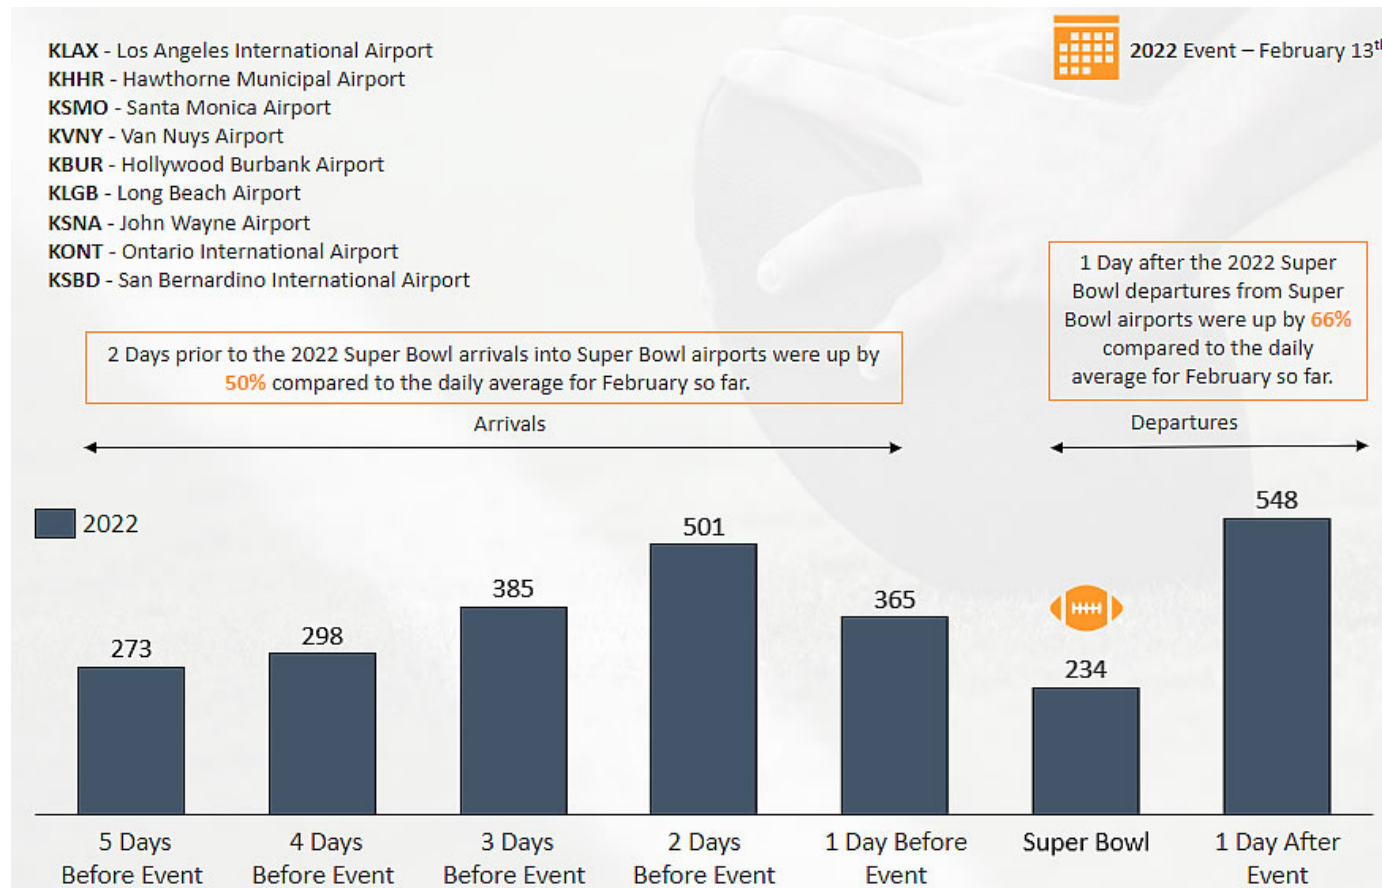 KLAX - Los Angeles International Airport
KHHR - Hawthorne Municipal Airport
KSMO - Santa Monica Airport
KVNY - Van Nuys Airport
KBUR - Hollywood Burbank Airport
KLGB - Long Beach Airport
KSNA - John Wayne Airport
KONT - Ontario International Airport
KSBD - San Bernardino International Airport
2022 Event – February 13th
1 Day after the 2022 Super
Bowl departures from Super
Bowl airports were up by 66%
compared to the daily
average for February so far.
2 Days prior to the 2022 Super Bowl arrivals into Super Bowl airports were up by
50% compared to the daily average for February so far.
Arrivals
Departures
2022
273
298
385
501
365
234
548
5 Days
Before Event
4 Days
Before Event
3 Days
Before Event
2 Days
Before Event
1 Day Before
Event
Super Bowl
1 Day After
Event